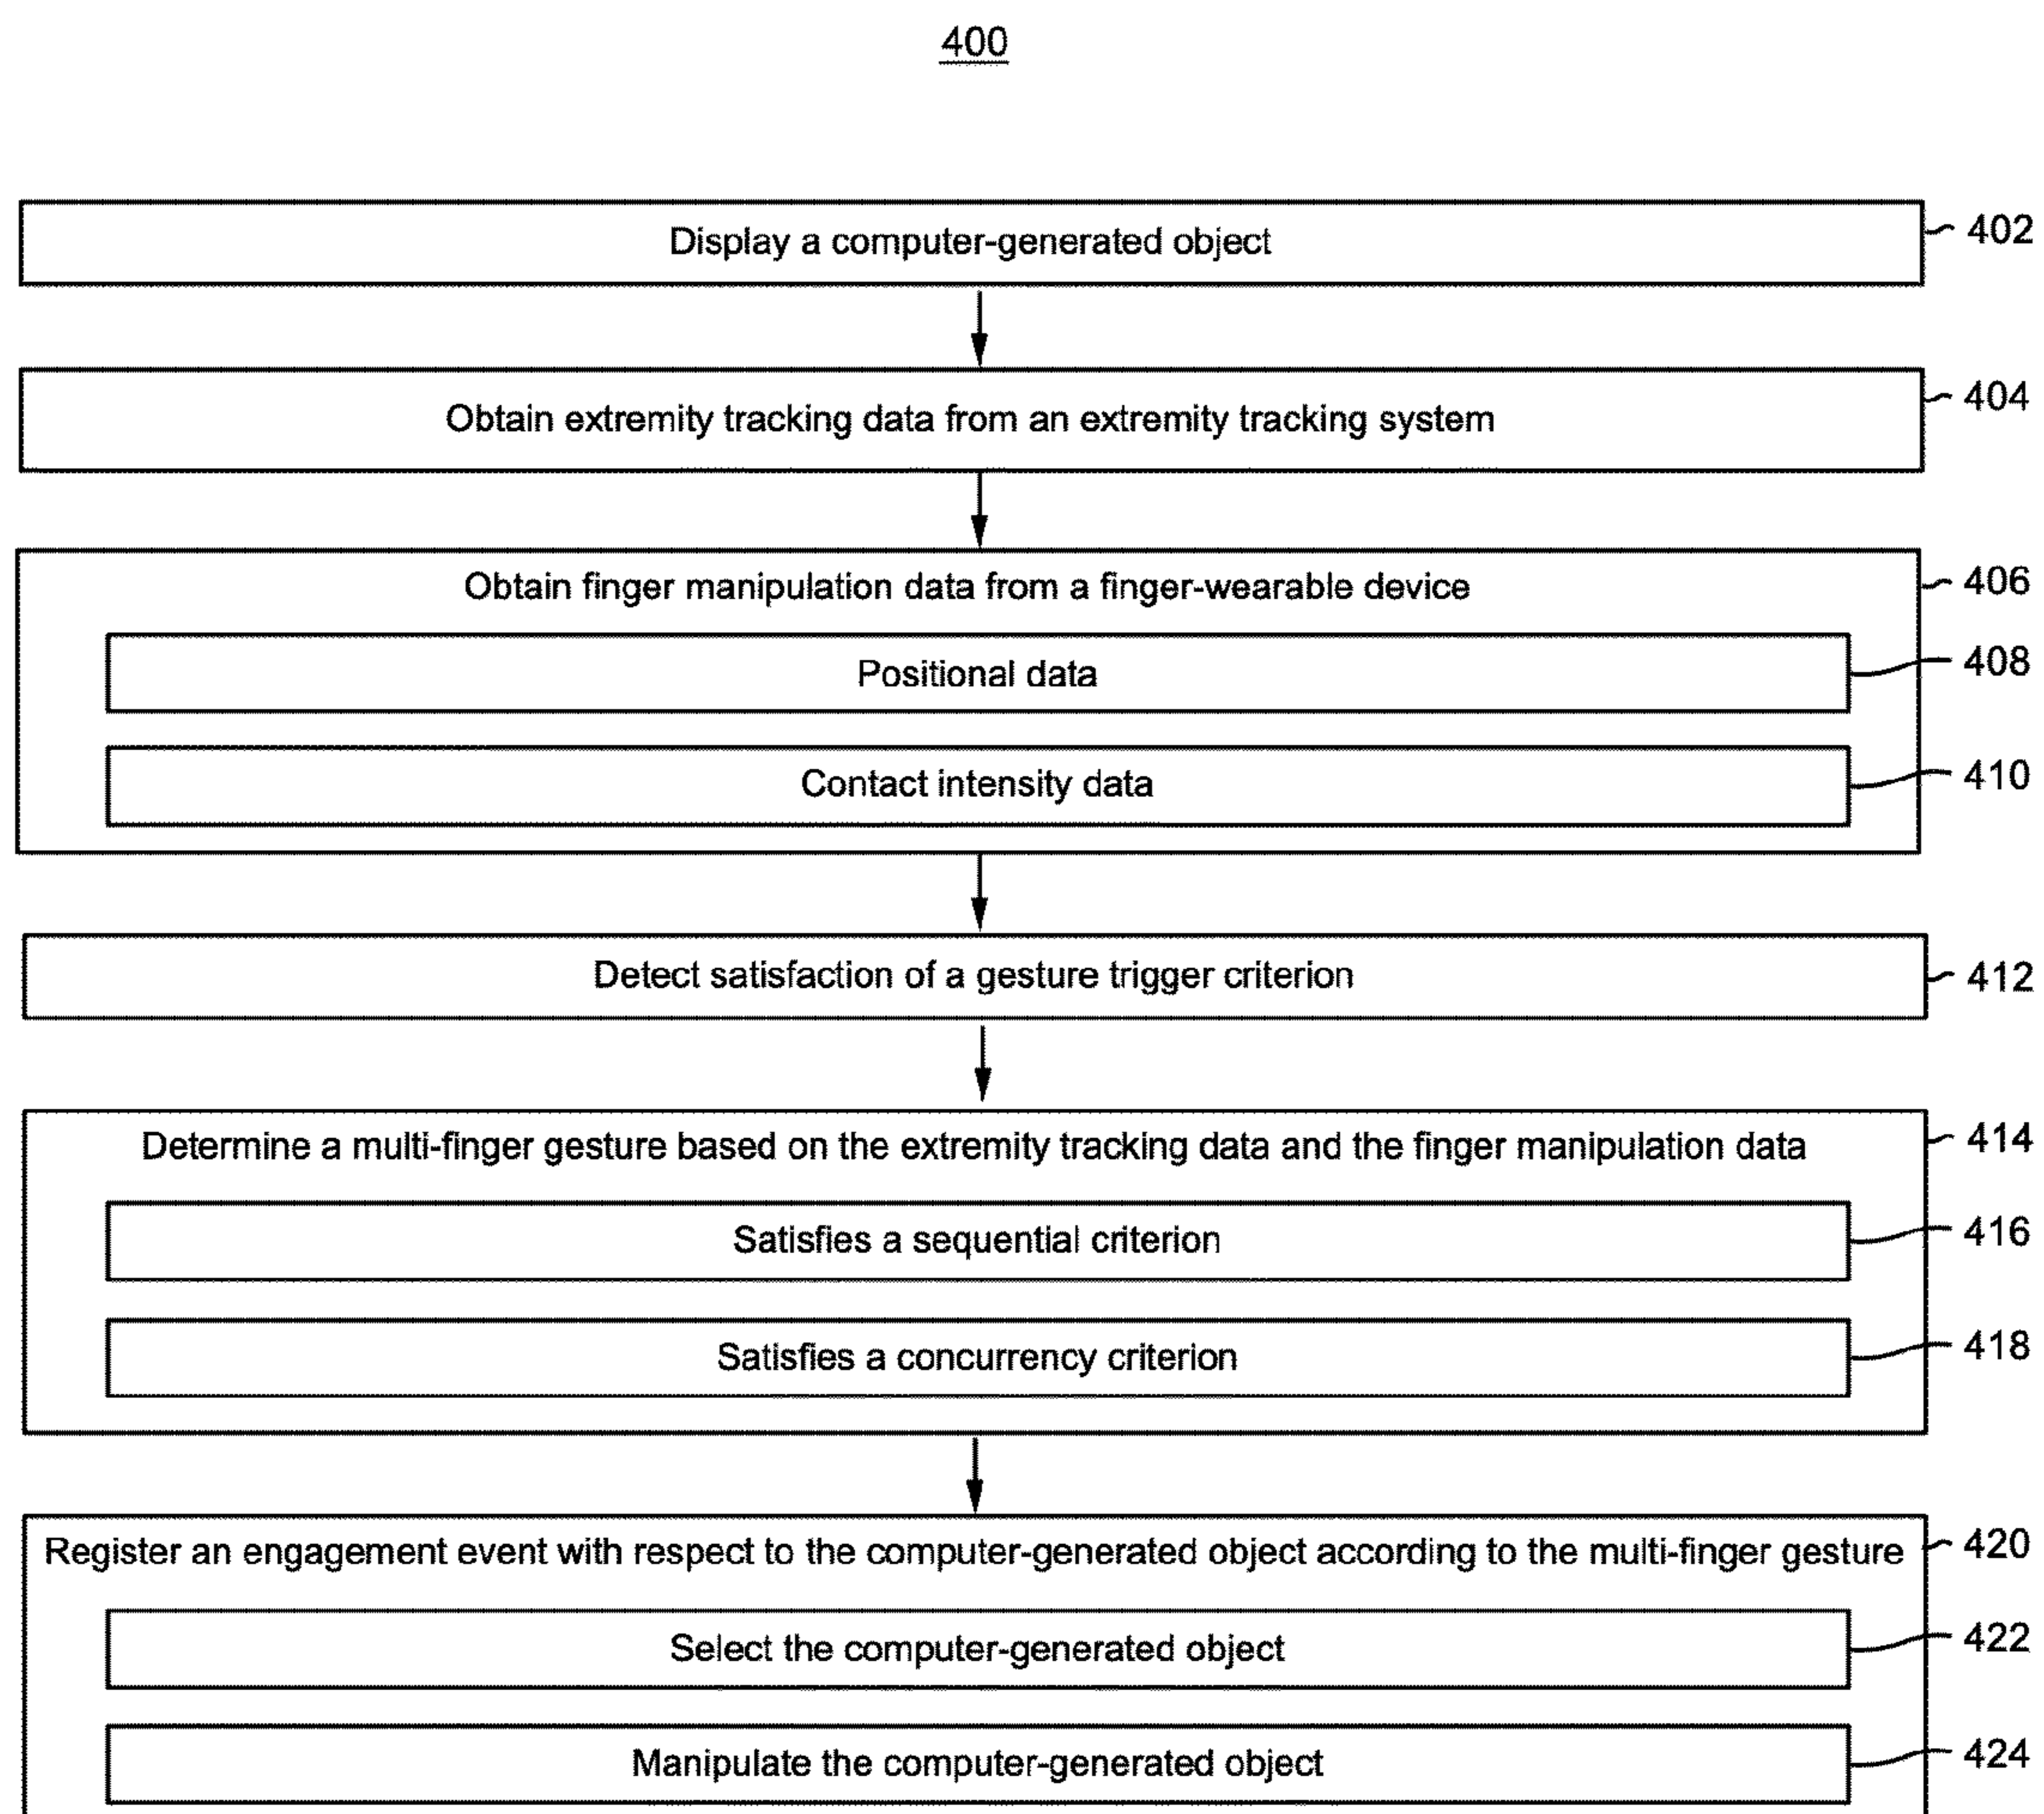 400
Display a computer-generated object
402
Obtain extremity tracking data from an extremity tracking system
404
Obtain finger manipulation data from a finger-wearable device
406
Positional data
408
Contact intensity data
410
Detect satisfaction of a gesture trigger criterion
412
Determine a multi-finger gesture based on the extremity tracking data and the finger manipulation data
414
Satisfies a sequential criterion
416
Satisfies a concurrency criterion
418
Register an engagement event with respect to the computer-generated object according to the multi-finger gesture
420
Select the computer-generated object
422
Manipulate the computer-generated object
424